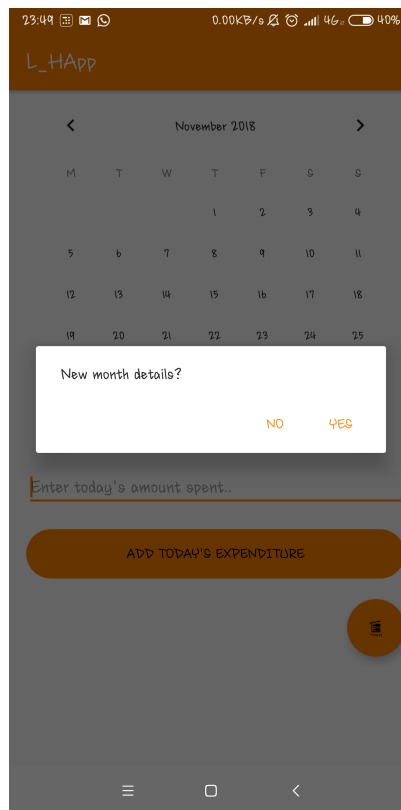 23:49 0.00KB/s 4G 40%
L_HApp
November 2018
M T W T F S S
1 2 3 4
5 6 7 8 9 10 11
12 13 14 15 16 17 18
19 20 21 22 23 24 25
New month details?
NO YES
Enter today's amount spent..
ADD TODAY'S EXPENDITURE